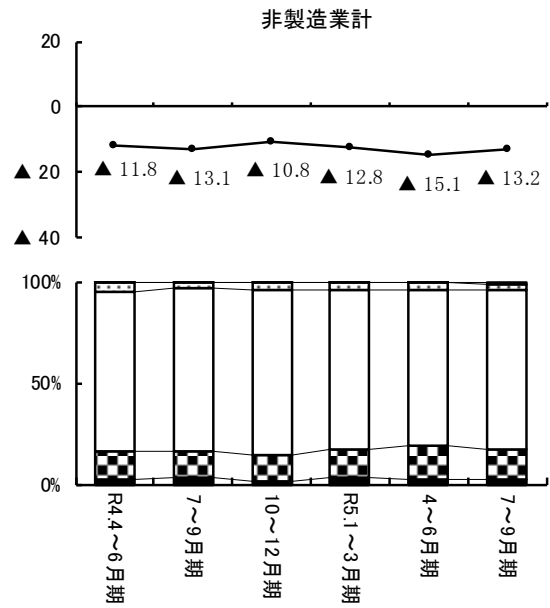 非製造業計
20
0
▲ 20
▲ 40
▲ 11.8
▲ 13.1
▲ 10.8
▲ 12.8
▲ 15.1
▲ 13.2
100%
50%
0%
R4.4～6月期
7～9月期
10～12月期
R5.1～3月期
4～6月期
7～9月期